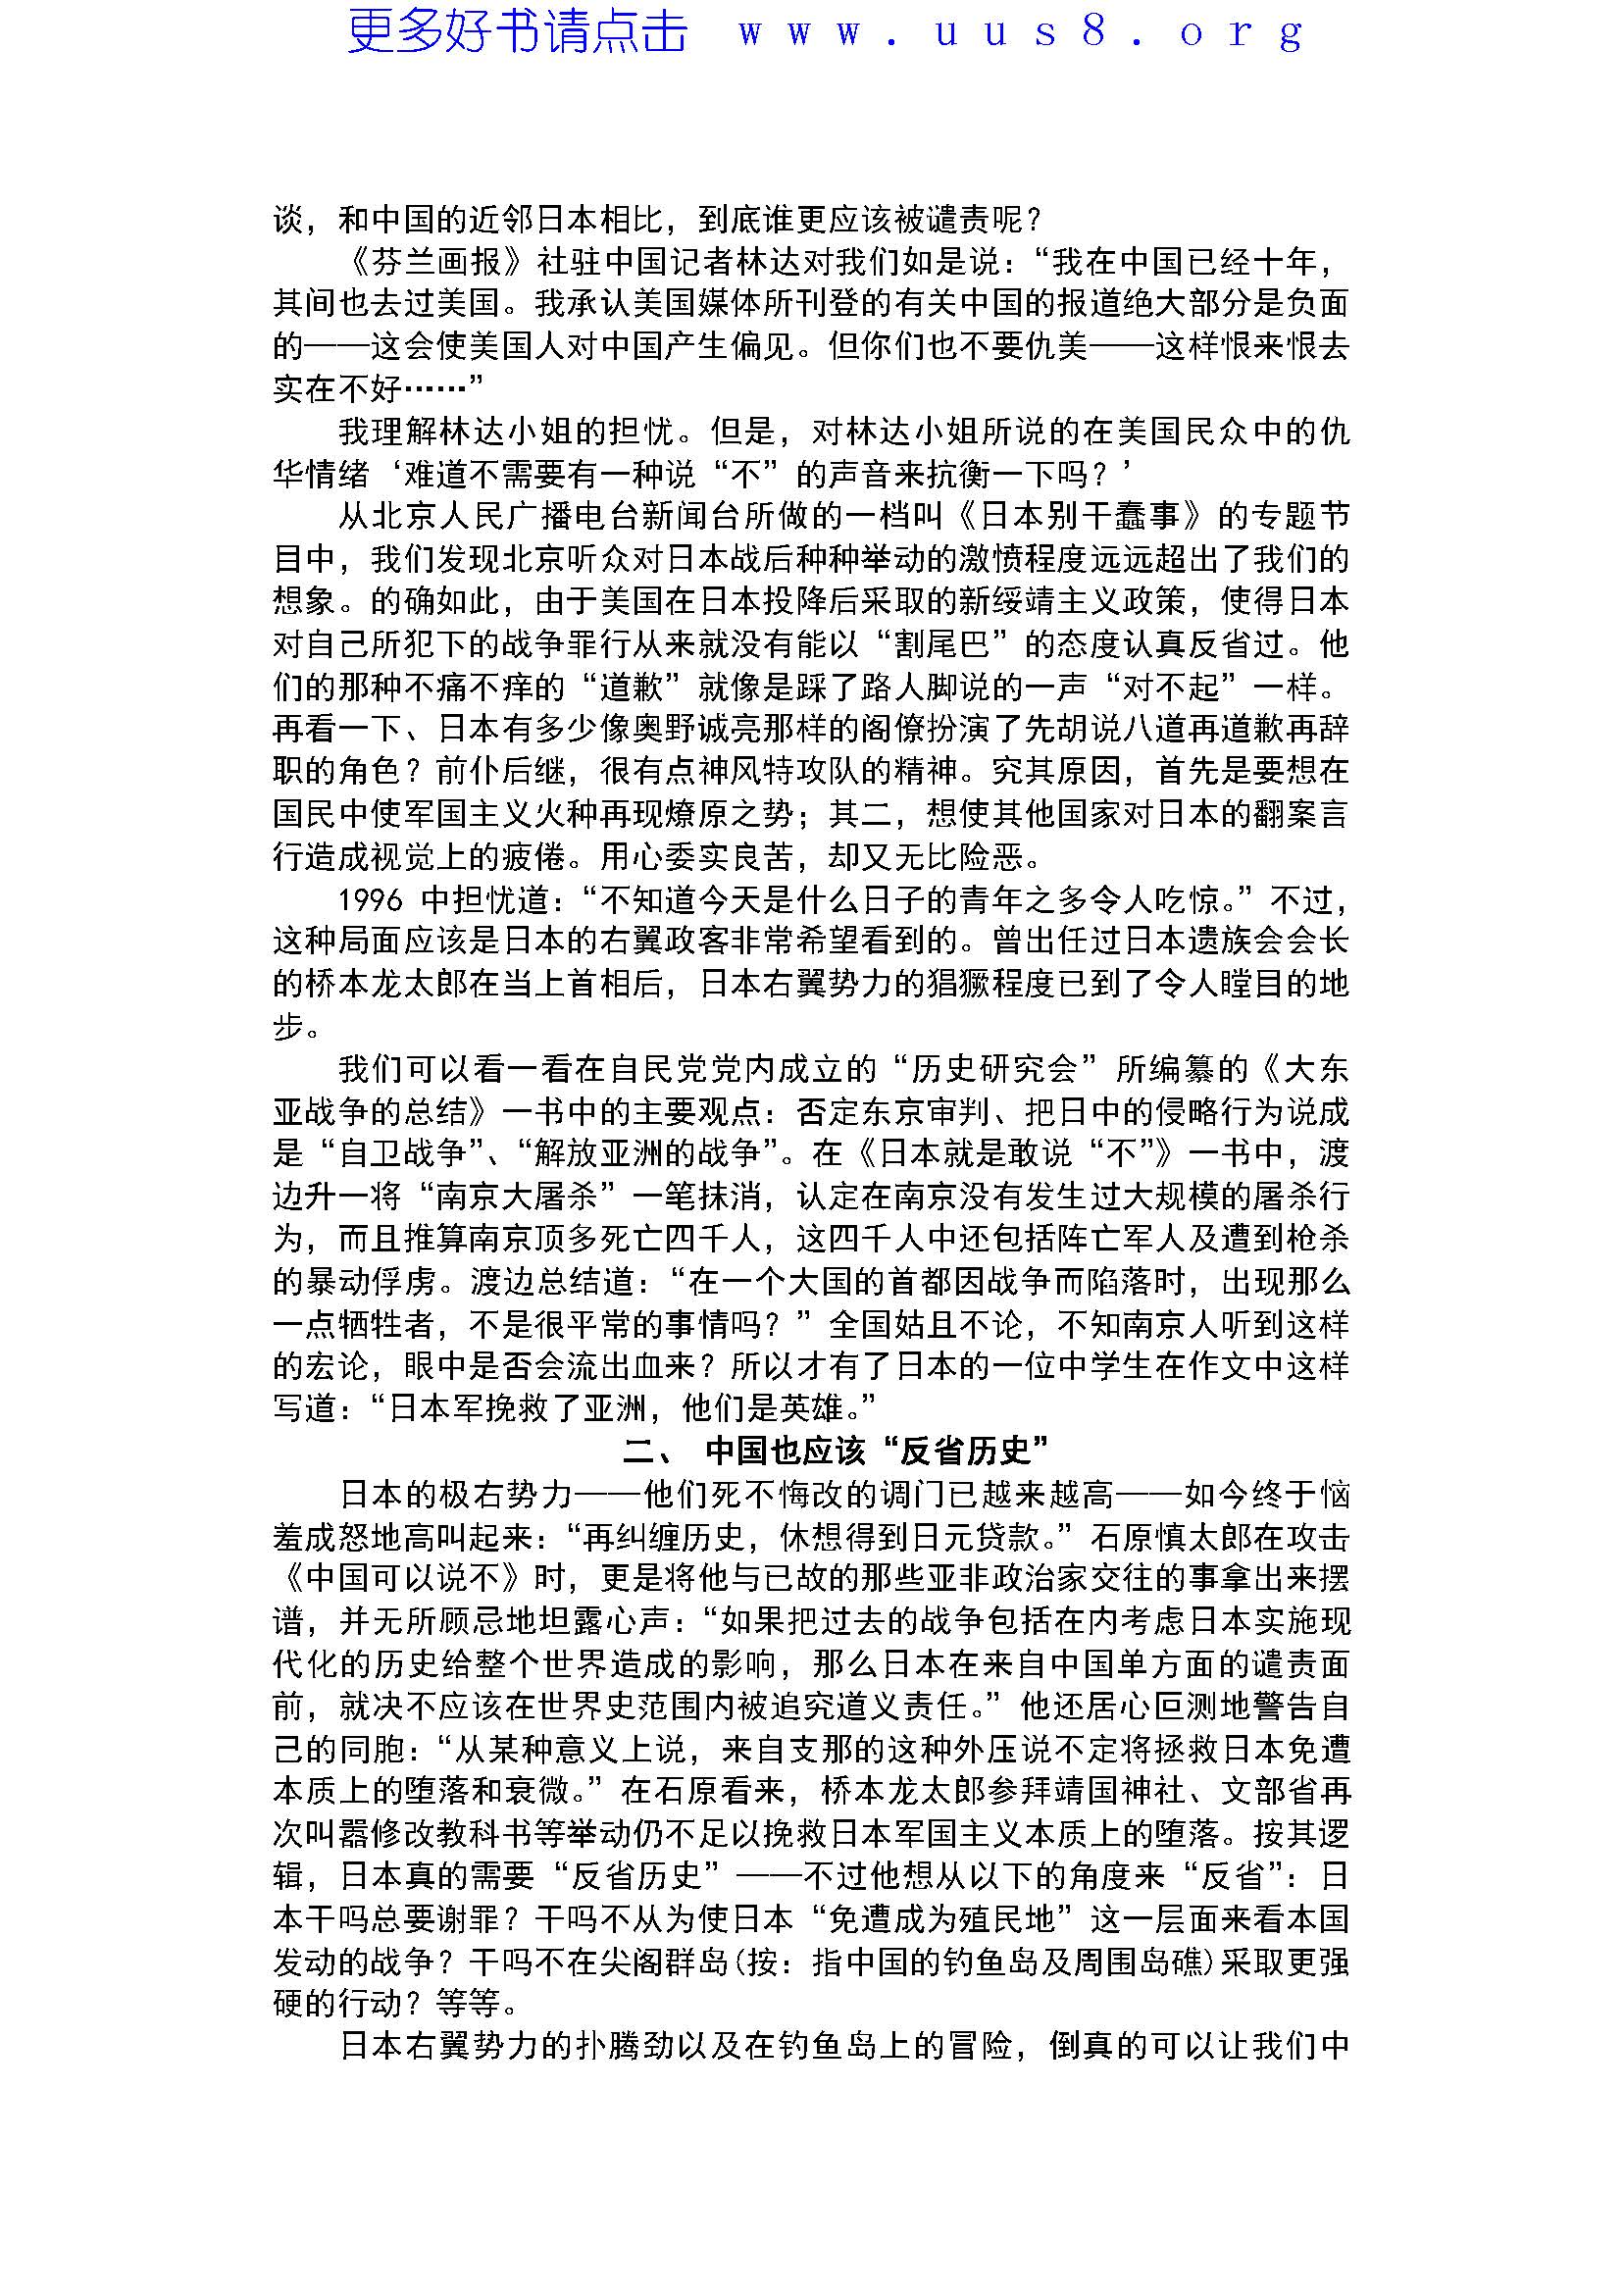 更多好书请点击 www.uus8.org
谈，和中国的近邻日本相比，到底谁更应该被谴责呢？
《芬兰画报》社驻中国记者林达对我们如是说：“我在中国已经十年，
其间也去过美国。我承认美国媒体所刊登的有关中国的报道绝大部分是负面
的——这会使美国人对中国产生偏见。但你们也不要仇美——这样恨来恨去
实在不好……”
我理解林达小姐的担忧。但是，对林达小姐所说的在美国民众中的仇
华情绪‘难道不需要有一种说“不”的声音来抗衡一下吗？’
从北京人民广播电台新闻台所做的一档叫《日本别干蠢事》的专题节
目中，我们发现北京听众对日本战后种种举动的激愤程度远远超出了我们的
想象。的确如此，由于美国在日本投降后采取的新绥靖主义政策，使得日本
对自己所犯下的战争罪行从来就没有能以“割尾巴”的态度认真反省过。他
们的那种不痛不痒的“道歉”就像是踩了路人脚说的一声“对不起”一样。
再看一下、日本有多少像奥野诚亮那样的阁僚扮演了先胡说八道再道歉再辞
职的角色？前仆后继，很有点神风特攻队的精神。究其原因，首先是要想在
国民中使军国主义火种再现燎原之势；其二，想使其他国家对日本的翻案言
行造成视觉上的疲倦。用心委实良苦，却又无比险恶。
1996 中担忧道：“不知道今天是什么日子的青年之多令人吃惊。”不过，
这种局面应该是日本的右翼政客非常希望看到的。曾出任过日本遗族会会长
的桥本龙太郎在当上首相后，日本右翼势力的猖獗程度已到了令人瞠目的地
步。
我们可以看一看在自民党党内成立的“历史研究会”所编纂的《大东
亚战争的总结》一书中的主要观点：否定东京审判、把日中的侵略行为说成
是“自卫战争”、“解放亚洲的战争”。在《日本就是敢说“不”》一书中，渡
边升一将“南京大屠杀”一笔抹消，认定在南京没有发生过大规模的屠杀行
为，而且推算南京顶多死亡四千人，这四千人中还包括阵亡军人及遭到枪杀
的暴动俘虏。渡边总结道：“在一个大国的首都因战争而陷落时，出现那么
一点牺牲者，不是很平常的事情吗？”全国姑且不论，不知南京人听到这样
的宏论，眼中是否会流出血来？所以才有了日本的一位中学生在作文中这样
写道：“日本军挽救了亚洲，他们是英雄。”
二、 中国也应该“反省历史”
日本的极右势力——他们死不悔改的调门已越来越高——如今终于恼
羞成怒地高叫起来：“再纠缠历史，休想得到日元贷款。”石原慎太郎在攻击
《中国可以说不》时，更是将他与已故的那些亚非政治家交往的事拿出来摆
谱，并无所顾忌地坦露心声：“如果把过去的战争包括在内考虑日本实施现
代化的历史给整个世界造成的影响，那么日本在来自中国单方面的谴责面
前，就决不应该在世界史范围内被追究道义责任。”他还居心叵测地警告自
己的同胞：“从某种意义上说，来自支那的这种外压说不定将拯救日本免遭
本质上的堕落和衰微。”在石原看来，桥本龙太郎参拜靖国神社、文部省再
次叫嚣修改教科书等举动仍不足以挽救日本军国主义本质上的堕落。按其逻
辑，日本真的需要“反省历史”——不过他想从以下的角度来“反省”：日
本干吗总要谢罪？干吗不从为使日本“免遭成为殖民地”这一层面来看本国
发动的战争？干吗不在尖阁群岛(按：指中国的钓鱼岛及周围岛礁)采取更强
硬的行动？等等。
日本右翼势力的扑腾劲以及在钓鱼岛上的冒险，倒真的可以让我们中